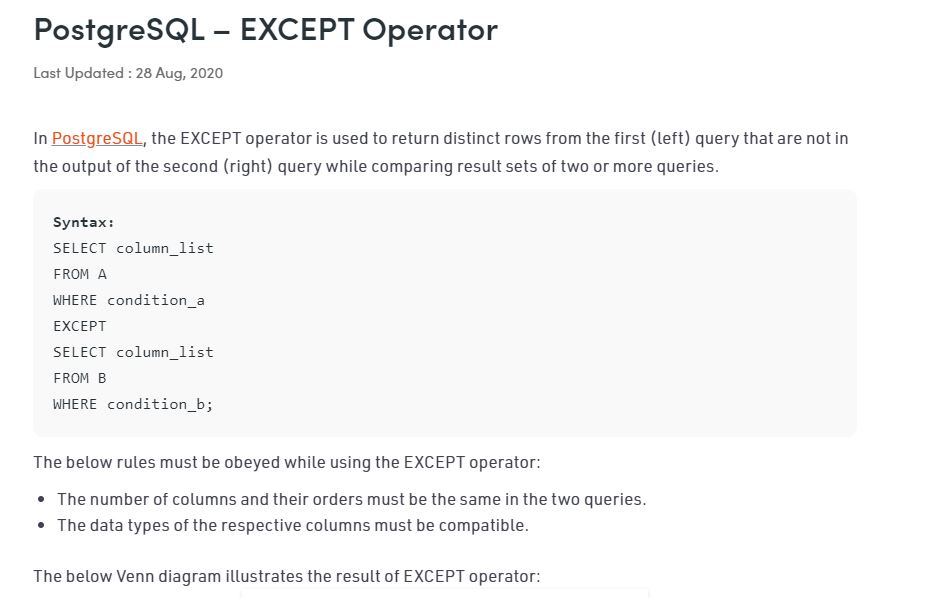 PostgreSQL – EXCEPT Operator
Last Updated : 28 Aug, 2020
In PostgreSQL, the EXCEPT operator is used to return distinct rows from the first (left) query that are not in
the output of the second (right) query while comparing result sets of two or more queries.
Syntax:
SELECT column_list
FROM A
WHERE condition_a
EXCEPT
SELECT column_list
FROM B
WHERE condition_b;
The below rules must be obeyed while using the EXCEPT operator:
• The number of columns and their orders must be the same in the two queries.
• The data types of the respective columns must be compatible.
The below Venn diagram illustrates the result of EXCEPT operator: